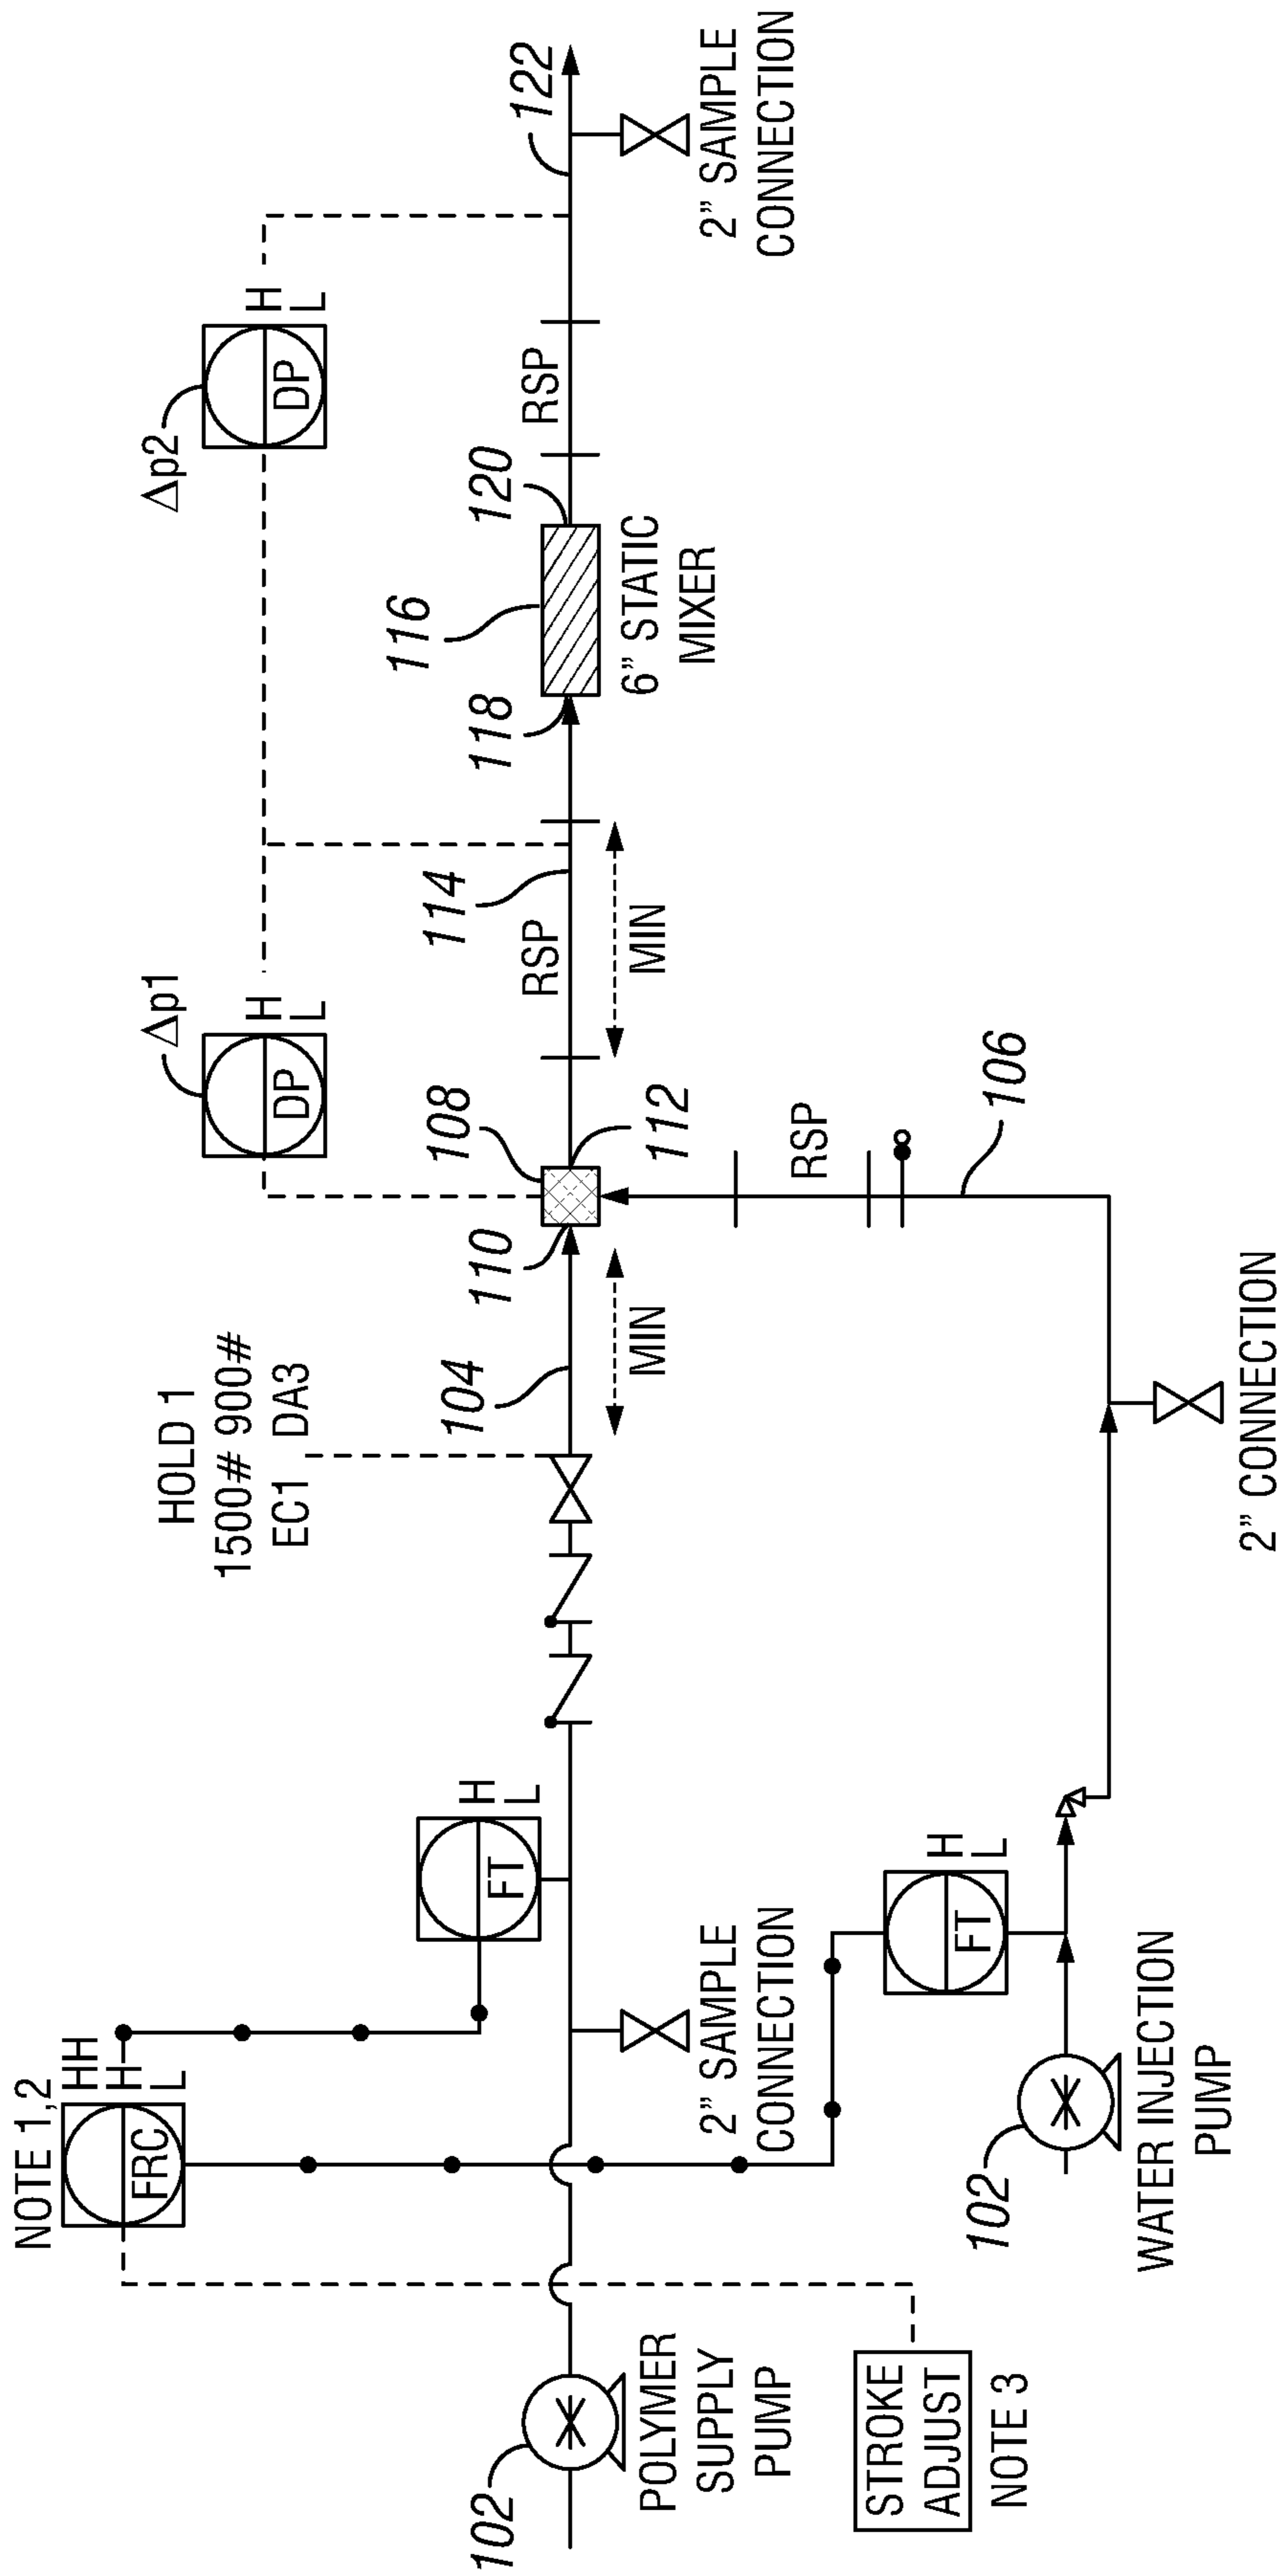 NOTE 1,2
FRC
HH
H
L
HOLD 1
1500# 900#
EC1 DA3
Δp1
DP
H
L
Δp2
DP
H
L
FT
H
L
102
POLYMER
SUPPLY
PUMP
2” SAMPLE
CONNECTION
104
MIN
110
108
112
RSP
114
MIN
118
116
120
6” STATIC
MIXER
RSP
122
2” SAMPLE
CONNECTION
STROKE
ADJUST
NOTE 3
102
WATER INJECTION
PUMP
FT
H
L
2” CONNECTION
RSP
106